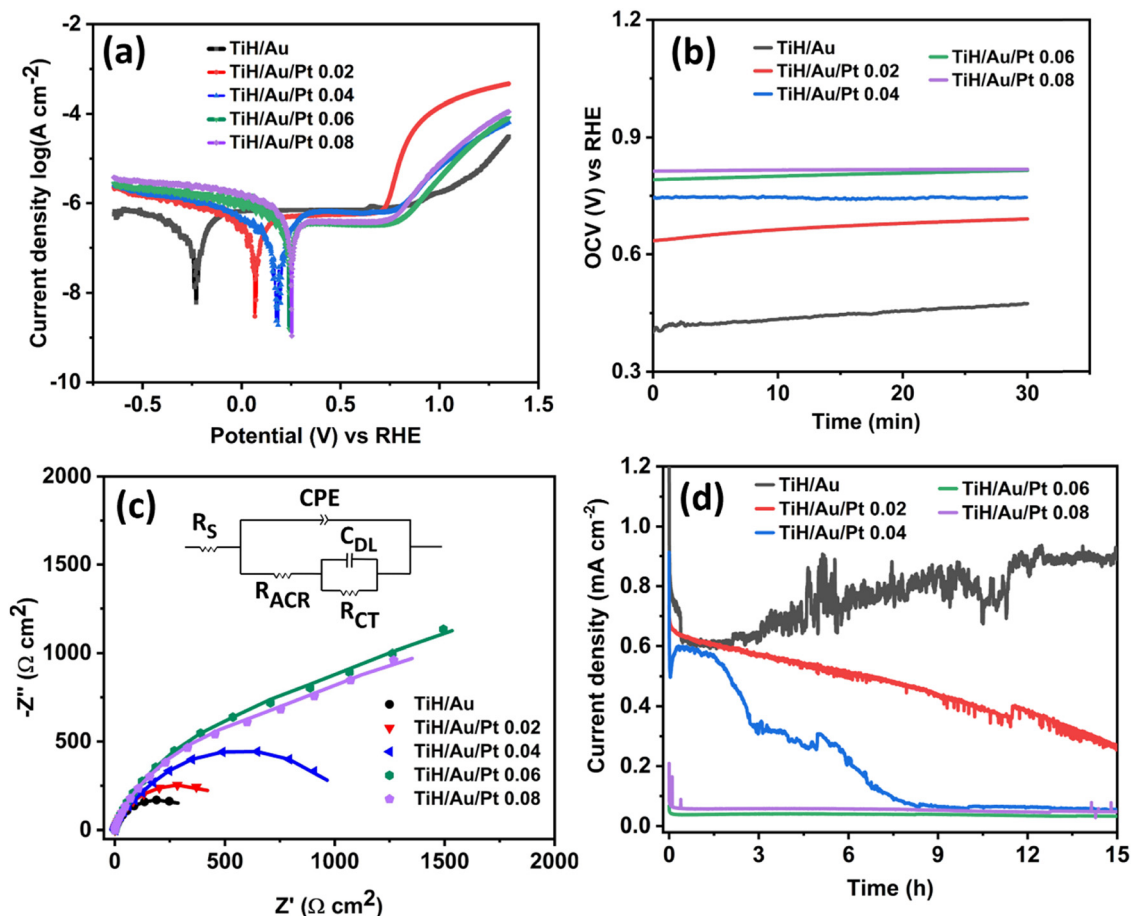 (a)
TiH/Au
TiH/Au/Pt 0.02
TiH/Au/Pt 0.04
TiH/Au/Pt 0.06
TiH/Au/Pt 0.08
Current density log(A cm⁻²)
-2
-4
-6
-8
-10
-0.5
0.0
0.5
1.0
1.5
Potential (V) vs RHE
(b)
TiH/Au
TiH/Au/Pt 0.02
TiH/Au/Pt 0.04
TiH/Au/Pt 0.06
TiH/Au/Pt 0.08
OCV (V) vs RHE
1.2
0.9
0.6
0.3
0
10
20
30
Time (min)
(c)
CPE
R_S
C_DL
R_ACR
R_CT
TiH/Au
TiH/Au/Pt 0.02
TiH/Au/Pt 0.04
TiH/Au/Pt 0.06
TiH/Au/Pt 0.08
-Z'' (Ω cm²)
2000
1500
1000
500
0
0
500
1000
1500
2000
Z' (Ω cm²)
(d)
TiH/Au
TiH/Au/Pt 0.02
TiH/Au/Pt 0.04
TiH/Au/Pt 0.06
TiH/Au/Pt 0.08
Current density (mA cm⁻²)
1.2
1.0
0.8
0.6
0.4
0.2
0.0
0
3
6
9
12
15
Time (h)